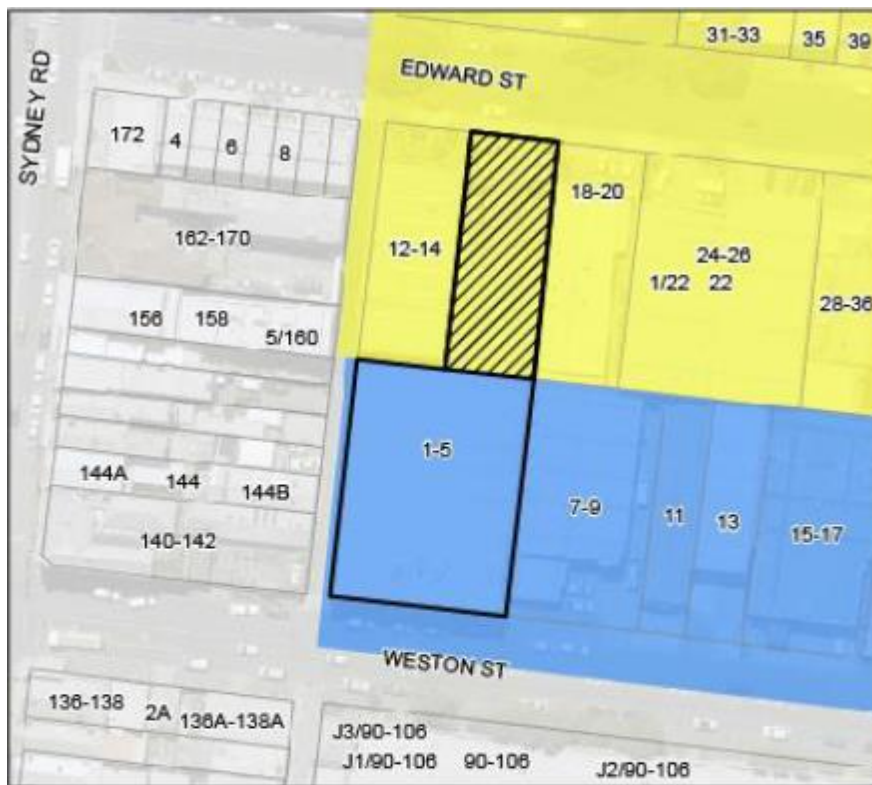 31-33
35
39
EDWARD ST
SYDNEY RD
172
4
6
8
18-20
162-170
12-14
24-26
1/22
22
28-36
156
158
5/160
1-5
144A
144
144B
7-9
11
13
15-17
140-142
WESTON ST
136-138
2A
136A-138A
J3/90-106
J1/90-106
90-106
J2/90-106